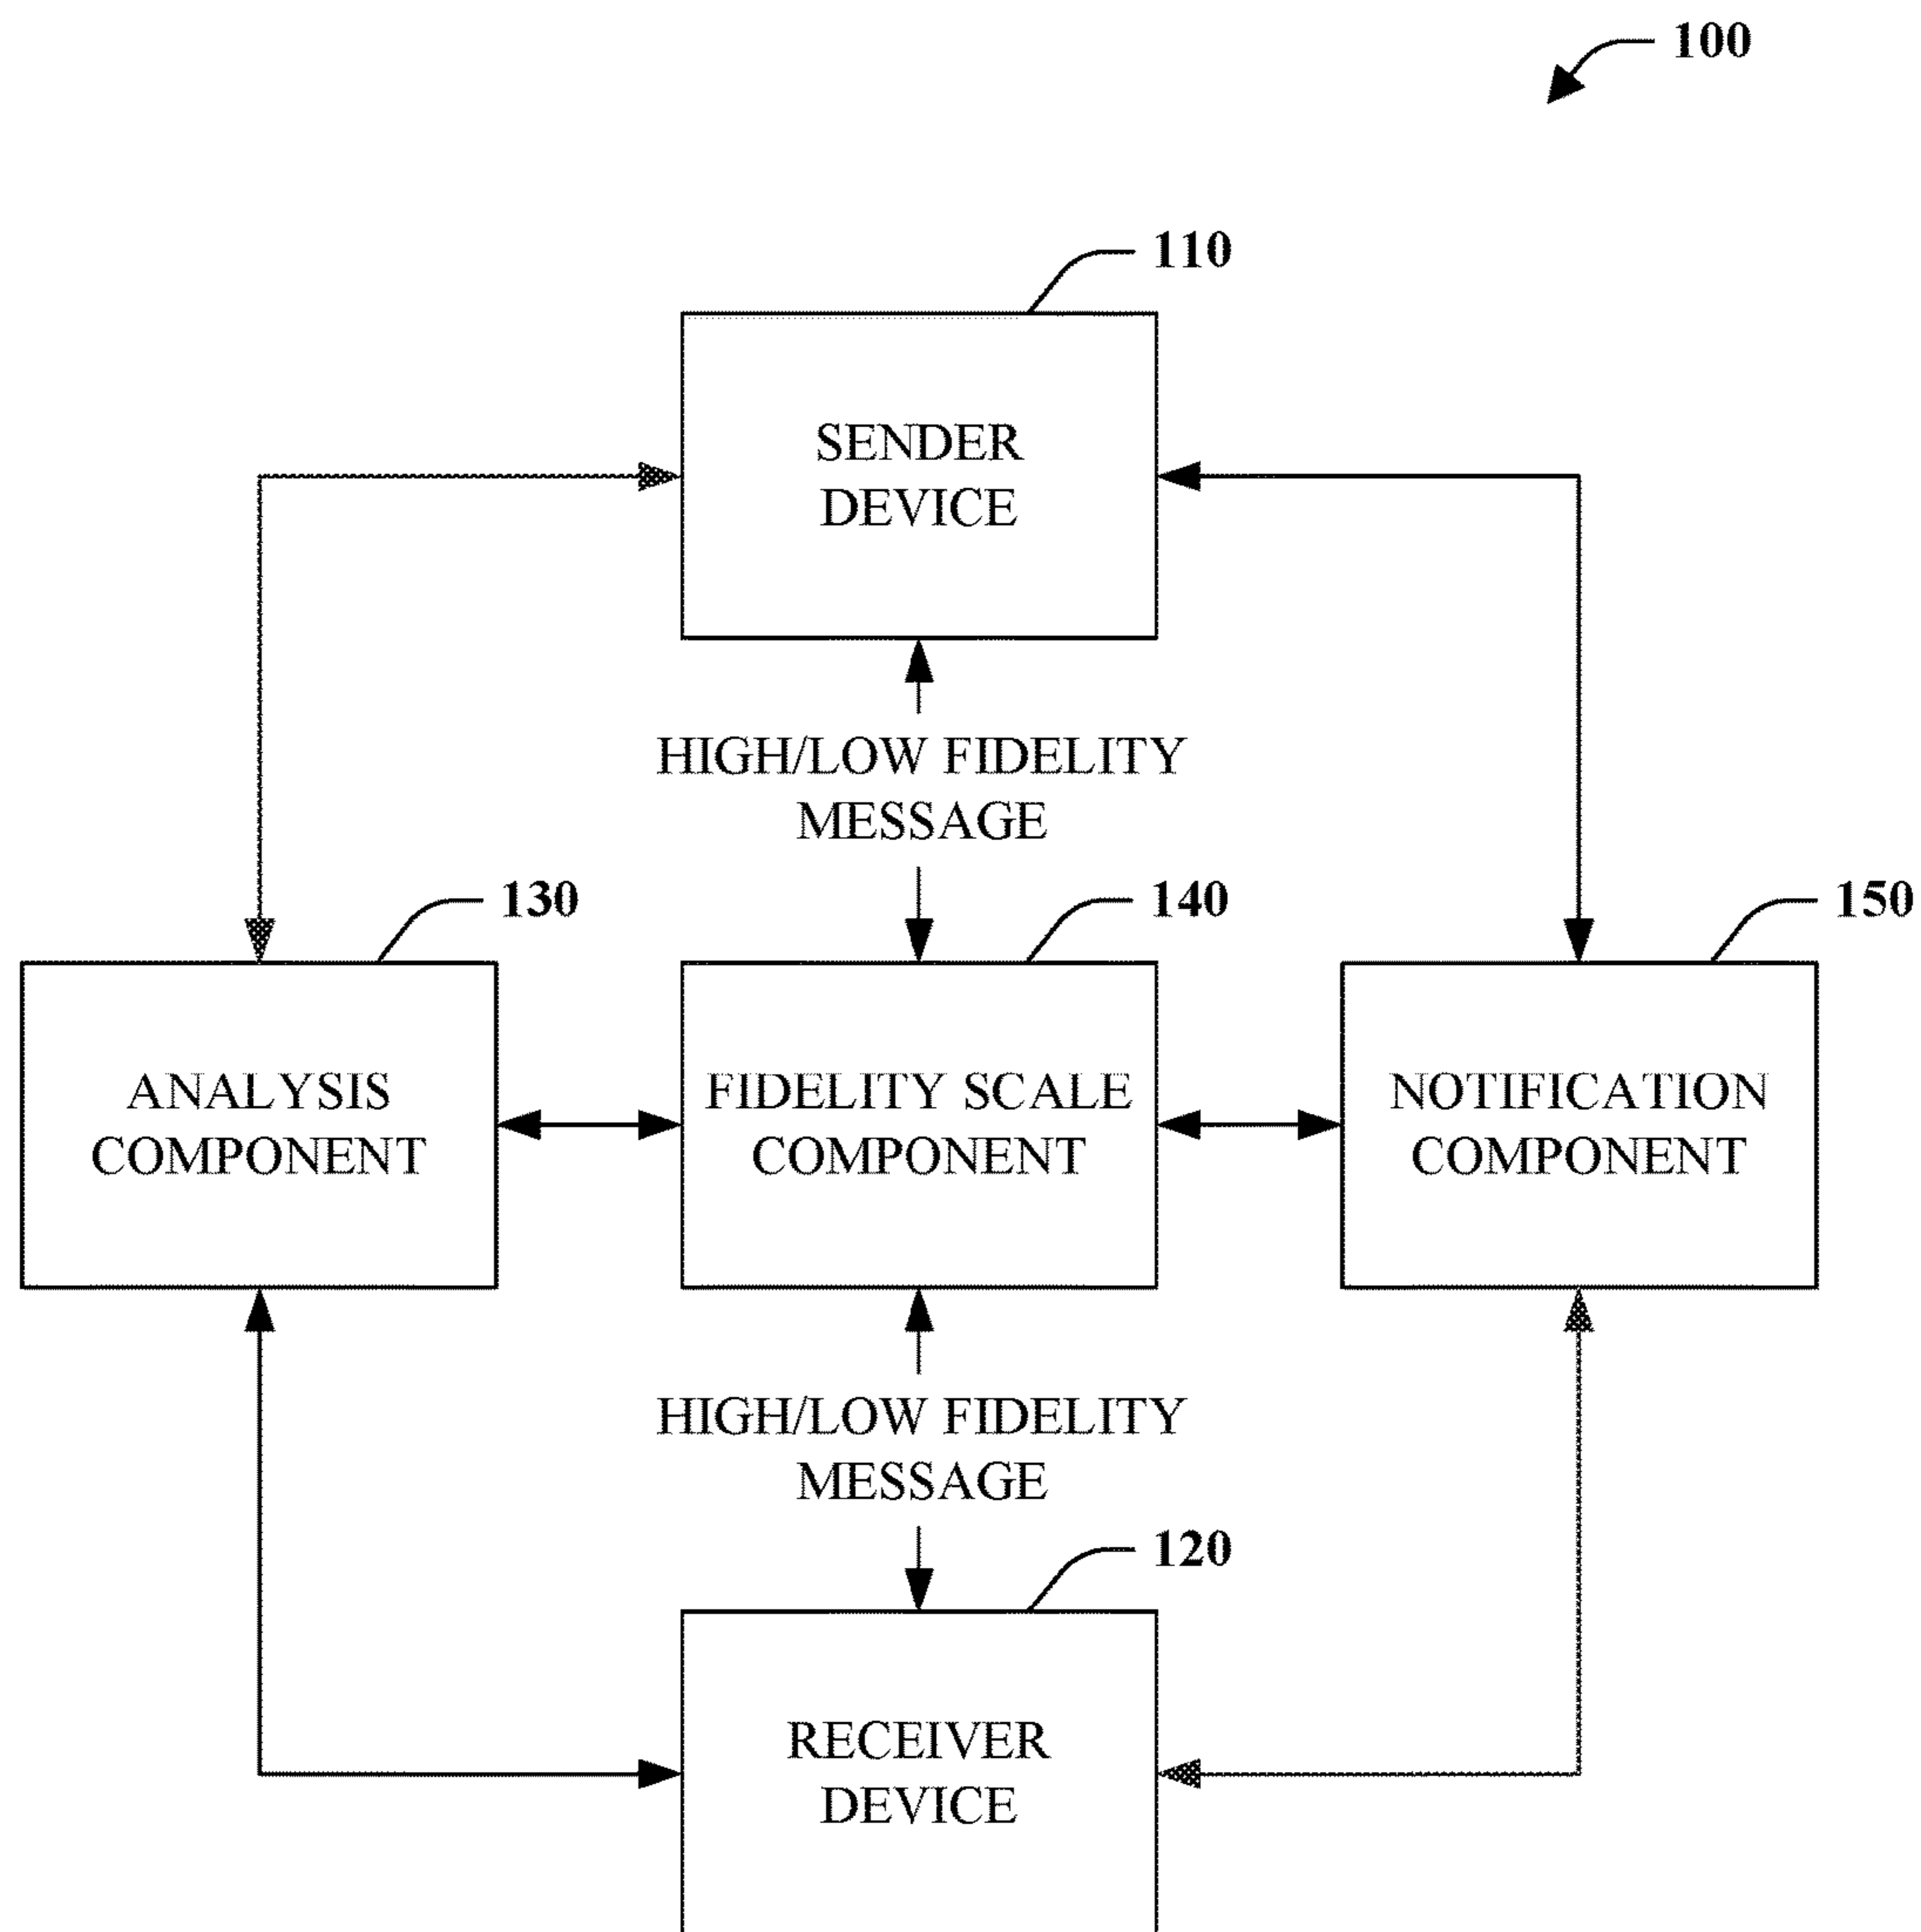 100
110
SENDER
DEVICE
HIGH/LOW FIDELITY
MESSAGE
130
140
150
ANALYSIS
COMPONENT
FIDELITY SCALE
COMPONENT
NOTIFICATION
COMPONENT
HIGH/LOW FIDELITY
MESSAGE
120
RECEIVER
DEVICE